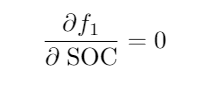 ∂f₁/∂ SOC = 0